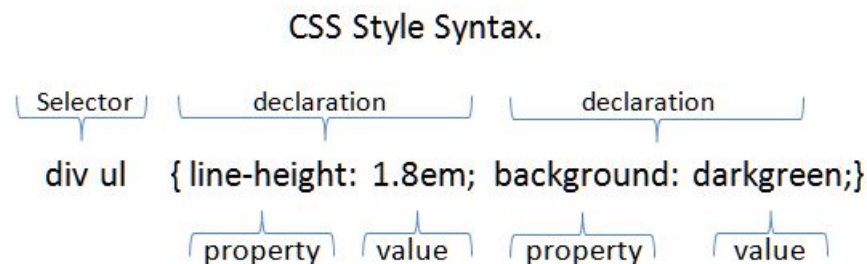 CSS Style Syntax.
Selector declaration declaration
div ul { line-height: 1.8em; background: darkgreen;}
property value property value